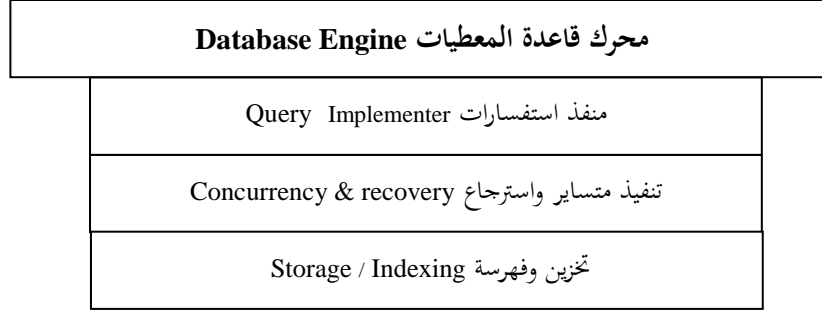 محرك قاعدة المعطيات Database Engine
منفذ استفسارات Query Implementer
تنفيذ متساير واسترجاع Concurrency & recovery
تخزين وفهرسة Storage / Indexing